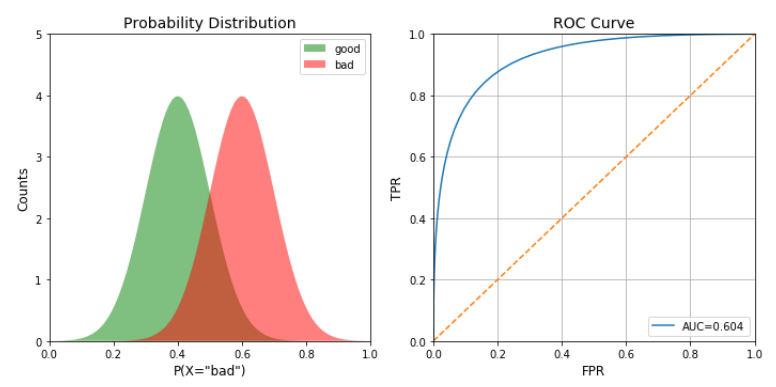 Probability Distribution
5
4
3
2
1
0
Counts
good
bad
0.0 0.2 0.4 0.6 0.8 1.0
P(X="bad")
ROC Curve
1.0
0.8
0.6
0.4
0.2
0.0
TPR
AUC=0.604
0.0 0.2 0.4 0.6 0.8 1.0
FPR